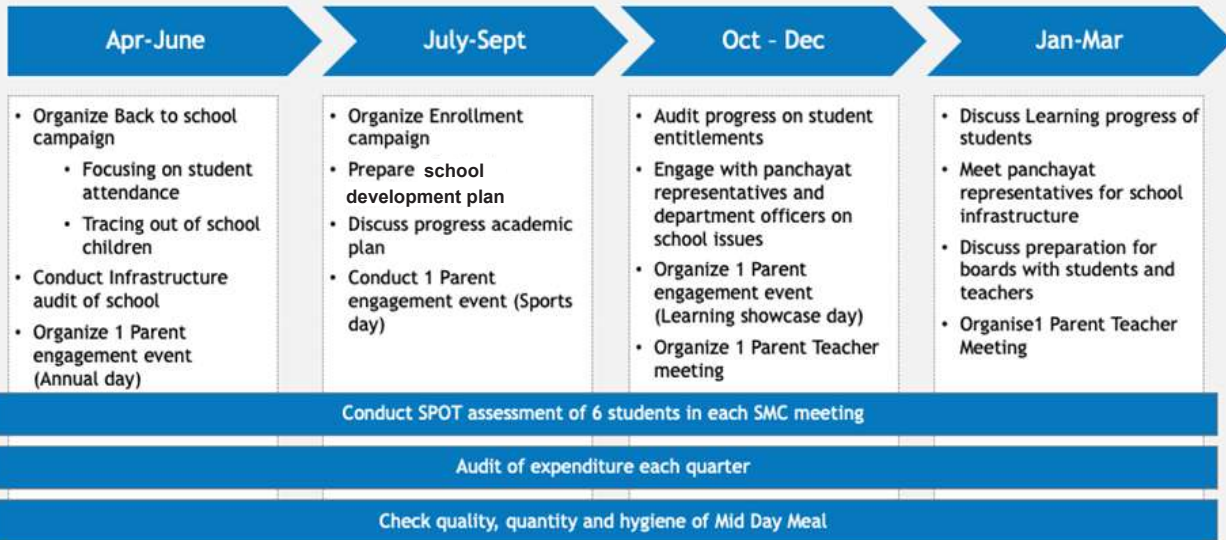 Apr-June
July-Sept
Oct – Dec
Jan-Mar
• Organize Back to school
campaign
• Focusing on student
attendance
• Tracing out of school
children
• Conduct Infrastructure
audit of school
• Organize 1 Parent
engagement event
(Annual day)
• Organize Enrollment
campaign
• Prepare school
development plan
• Discuss progress academic
plan
• Conduct 1 Parent
engagement event (Sports
day)
• Audit progress on student
entitlements
• Engage with panchayat
representatives and
department officers on
school issues
• Organize 1 Parent
engagement event
(Learning showcase day)
• Organize 1 Parent Teacher
meeting
• Discuss Learning progress of
students
• Meet panchayat
representatives for school
infrastructure
• Discuss preparation for
boards with students and
teachers
• Organise1 Parent Teacher
Meeting
Conduct SPOT assessment of 6 students in each SMC meeting
Audit of expenditure each quarter
Check quality, quantity and hygiene of Mid Day Meal